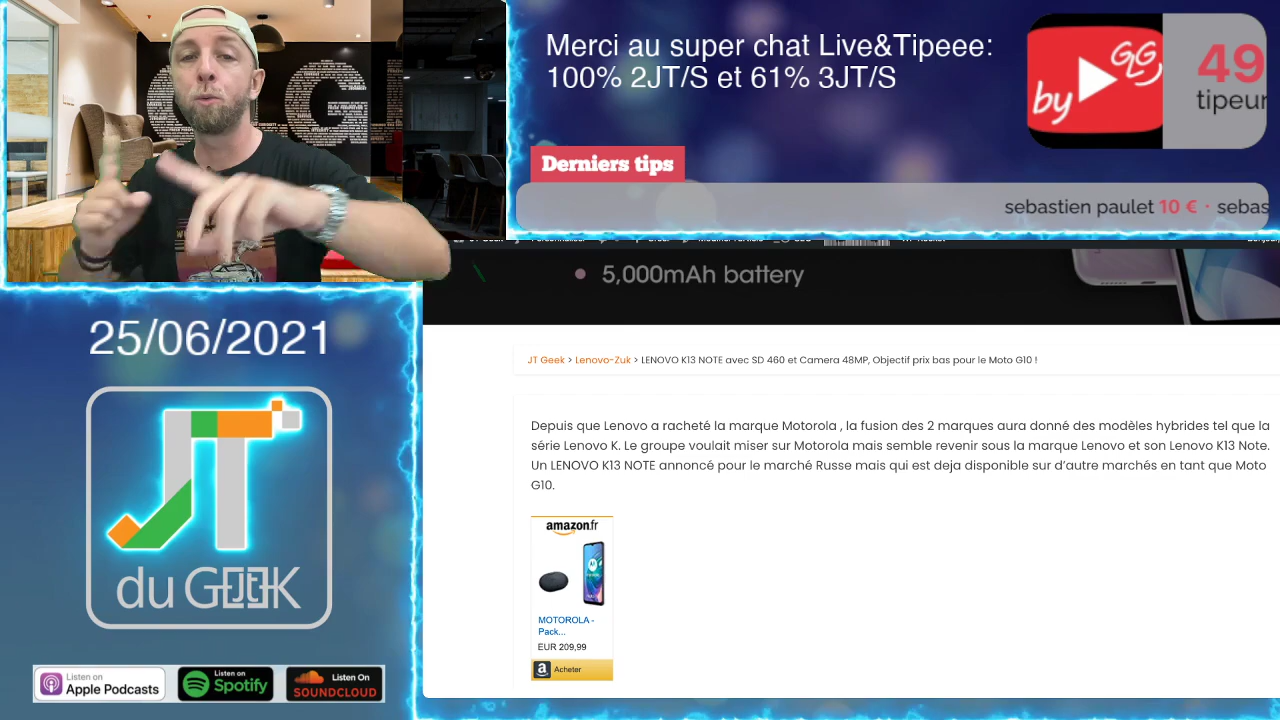 Merci au super chat Live&Tipeee:
100% 2JT/S et 61% 3JT/S
by GG
49
tipeur
Derniers tips
sebastien paulet 10 € · sebas
5,000mAh battery
25/06/2021
JT
du GEEK
Listen on
Apple Podcasts
Listen on
Spotify
Listen On
SOUNDCLOUD
JT Geek > Lenovo-Zuk > LENOVO K13 NOTE avec SD 460 et Camera 48MP, Objectif prix bas pour le Moto G10 !
Depuis que Lenovo a racheté la marque Motorola , la fusion des 2 marques aura donné des modèles hybrides tel que la
série Lenovo K. Le groupe voulait miser sur Motorola mais semble revenir sous la marque Lenovo et son Lenovo K13 Note.
Un LENOVO K13 NOTE annoncé pour le marché Russe mais qui est deja disponible sur d'autre marchés en tant que Moto
G10.
amazon.fr
MOTOROLA -
Pack...
EUR 209,99
Acheter